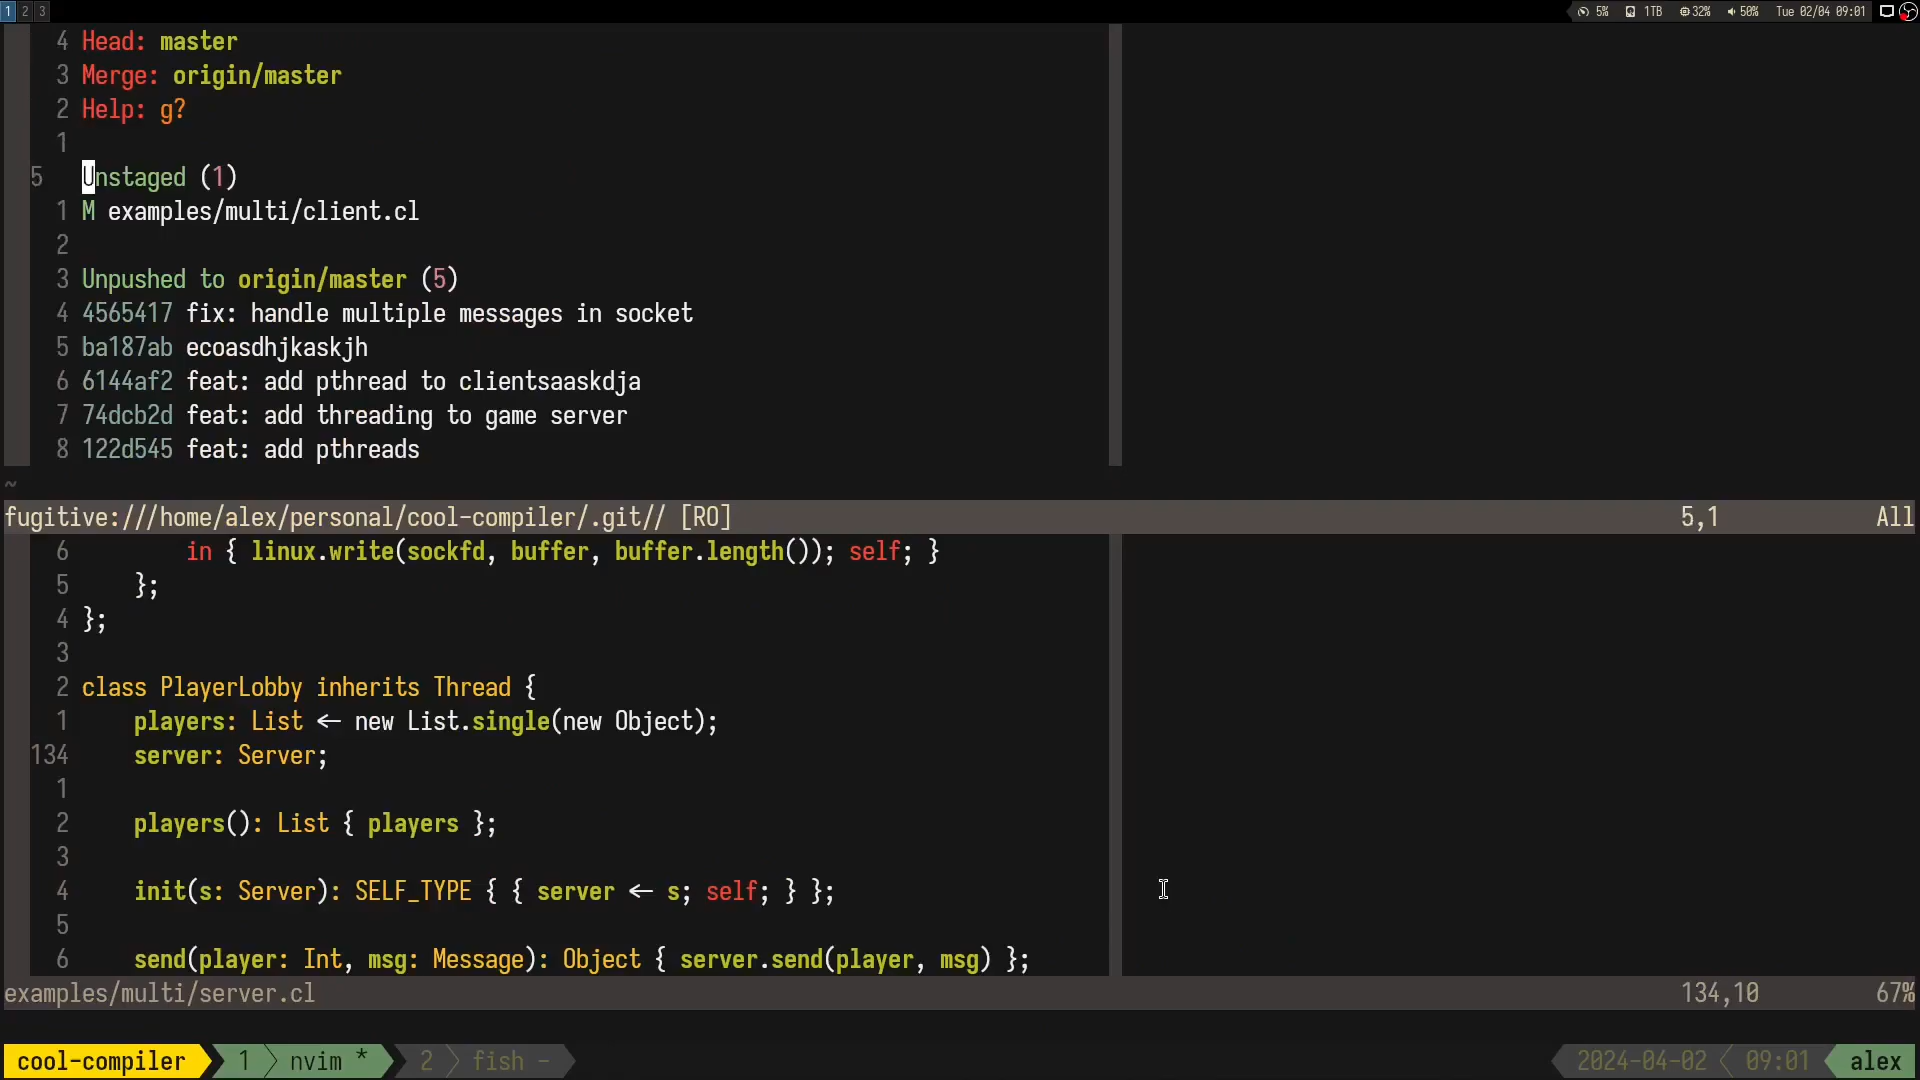 1 2 3
5% 1TB 32% 50% Tue 02/04 09:01
4 Head: master
3 Merge: origin/master
2 Help: g?
1
5 Unstaged (1)
1 M examples/multi/client.cl
2
3 Unpushed to origin/master (5)
4 4565417 fix: handle multiple messages in socket
5 ba187ab ecoasdhjkaskjh
6 6144af2 feat: add pthread to clientsaaskdja
7 74dcb2d feat: add threading to game server
8 122d545 feat: add pthreads
~
fugitive:///home/alex/personal/cool-compiler/.git// [RO] 5,1 All
6 in { linux.write(sockfd, buffer, buffer.length()); self; }
5 };
4 };
3
2 class PlayerLobby inherits Thread {
1 players: List <- new List.single(new Object);
134 server: Server;
1
2 players(): List { players };
3
4 init(s: Server): SELF_TYPE { { server <- s; self; } };
5
6 send(player: Int, msg: Message): Object { server.send(player, msg) };
examples/multi/server.cl 134,10 67%
cool-compiler 1 nvim * 2 fish - 2024-04-02 09:01 alex